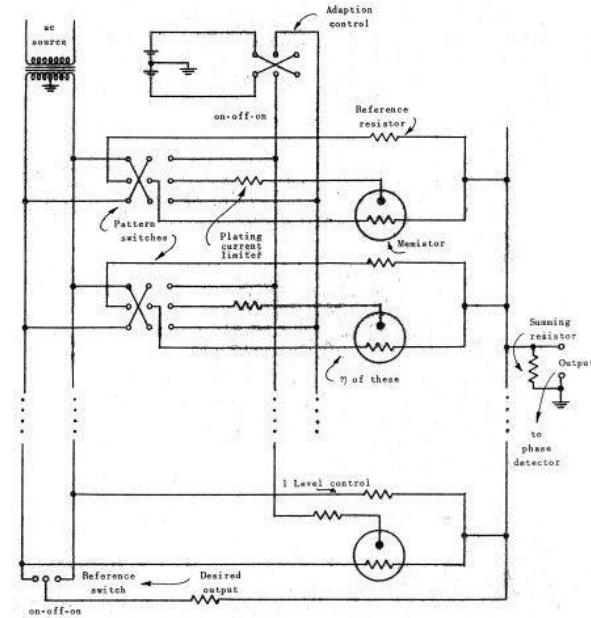 ac
source
Adaption
control
on-off-on
Reference
resistor
Pattern
switches
Plating
current
limiter
Memistor
η of these
Summing
resistor
Output
to
phase
detector
1 Level control
Reference
switch
Desired
output
on-off-on